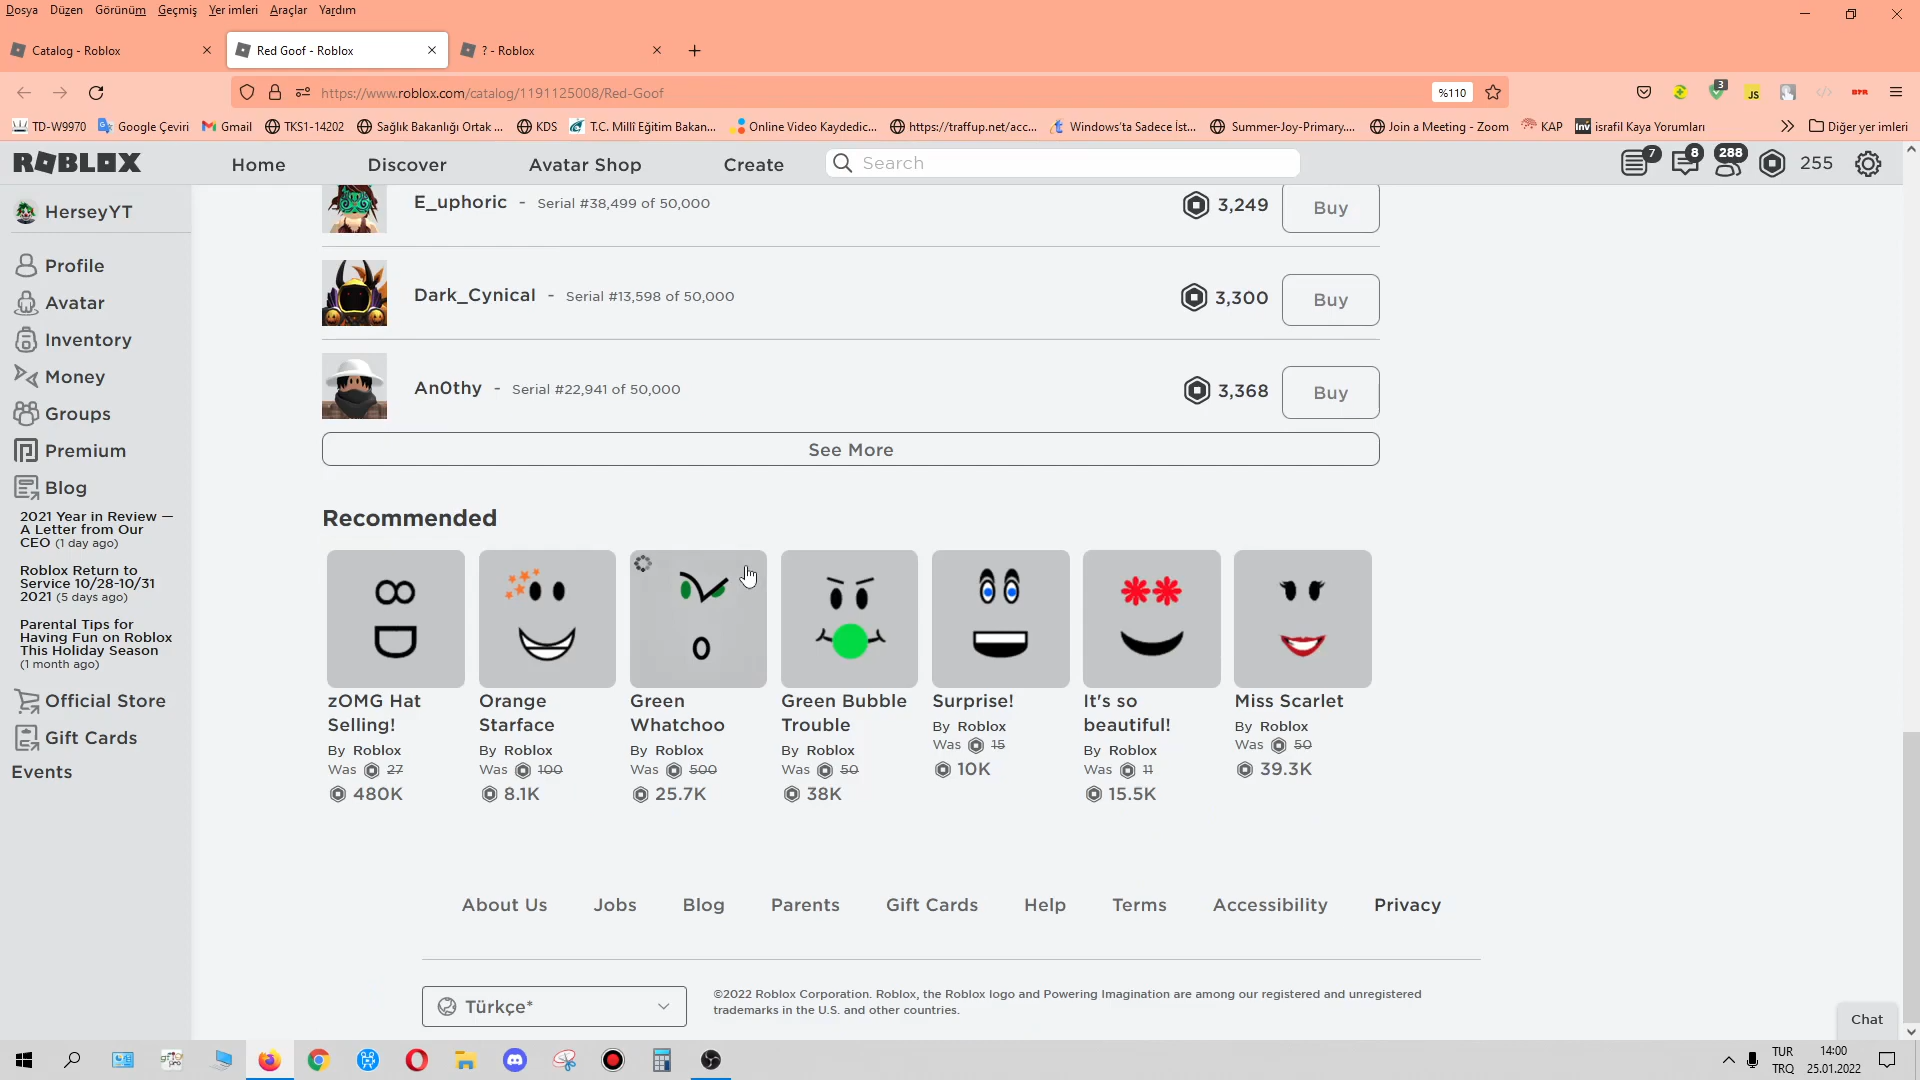 Dosya Düzen Görünüm Geçmiş Yer imleri Araçlar Yardım
Catalog - Roblox
Red Goof - Roblox
? - Roblox
https://www.roblox.com/catalog/1191125008/Red-Goof
%110
3
JS
TD-W9970 Google Çeviri Gmail TKS1-14202 Sağlık Bakanlığı Ortak ... KDS T.C. Millî Eğitim Bakan... Online Video Kaydedic... https://traffup.net/acc... Windows'ta Sadece İst... Summer-Joy-Primary.... Join a Meeting - Zoom KAP Inv israfil Kaya Yorumları Diğer yer imleri
ROBLOX Home Discover Avatar Shop Create Search 7 8 288 255
HerseyYT
Profile
Avatar
Inventory
Money
Groups
Premium
Blog
2021 Year in Review —
A Letter from Our
CEO (1 day ago)
Roblox Return to
Service 10/28-10/31
2021 (5 days ago)
Parental Tips for
Having Fun on Roblox
This Holiday Season
(1 month ago)
Official Store
Gift Cards
Events
E_uphoric - Serial #38,499 of 50,000 3,249 Buy
Dark_Cynical - Serial #13,598 of 50,000 3,300 Buy
An0thy - Serial #22,941 of 50,000 3,368 Buy
See More
Recommended
zOMG Hat
Selling!
By Roblox
Was 27
480K
Orange
Starface
By Roblox
Was 100
8.1K
Green
Whatchoo
By Roblox
Was 500
25.7K
Green Bubble
Trouble
By Roblox
Was 50
38K
Surprise!
By Roblox
Was 15
10K
It's so
beautiful!
By Roblox
Was 11
15.5K
Miss Scarlet
By Roblox
Was 50
39.3K
About Us Jobs Blog Parents Gift Cards Help Terms Accessibility Privacy
Türkçe*
©2022 Roblox Corporation. Roblox, the Roblox logo and Powering Imagination are among our registered and unregistered
trademarks in the U.S. and other countries.
Chat
TUR
TRQ
14:00
25.01.2022